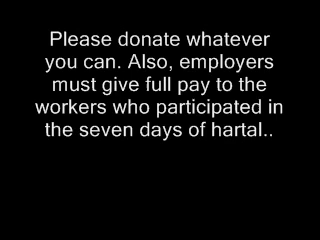 Please donate whatever
you can. Also, employers
must give full pay to the
workers who participated in
the seven days of hartal..